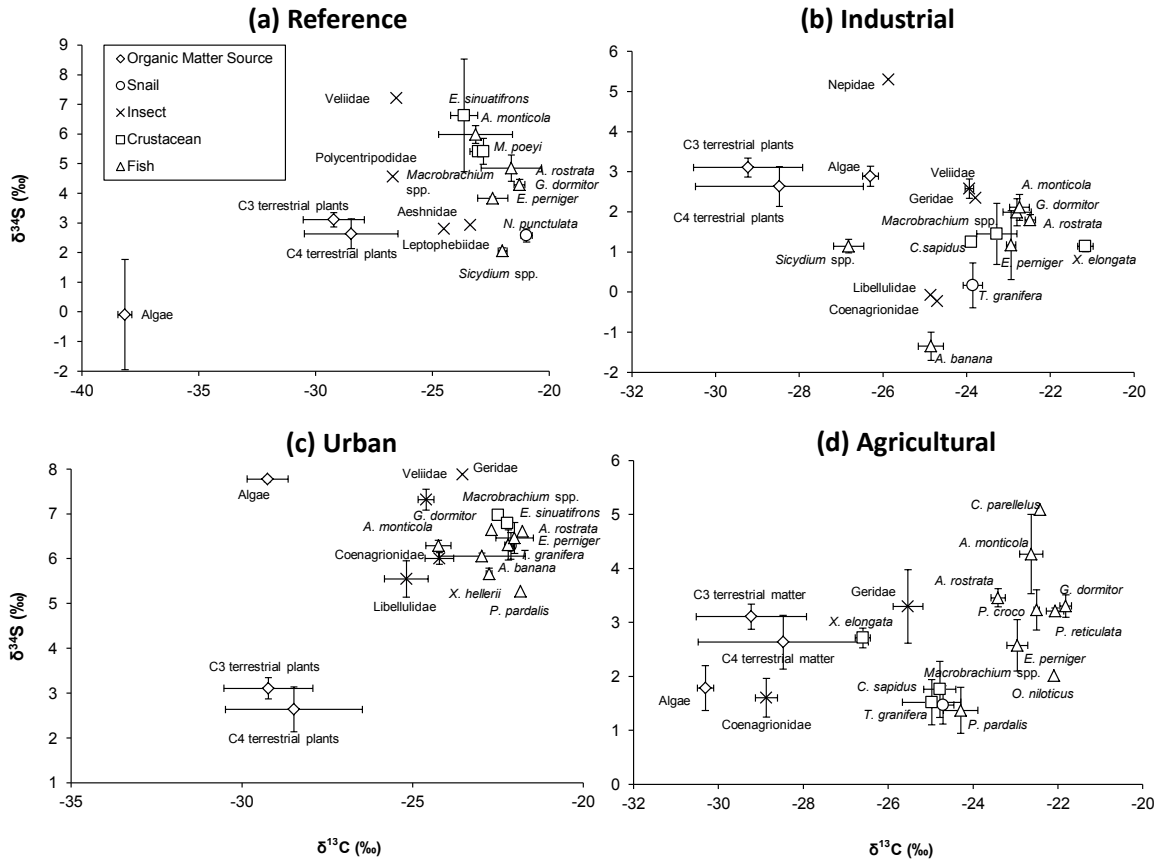 (a) Reference
9
8
7
6
5
4
3
2
1
0
-1
-2
-40
-35
-30
-25
-20
δ34S (‰)
Organic Matter Source
Snail
Insect
Crustacean
Fish
Veliidae
E. sinuatifrons
A. monticola
M. poeyi
Polycentripodidae
Macrobrachium
spp.
A. rostrata
G. dormitor
E. perniger
C3 terrestrial plants
Aeshnidae
N. punctulata
Leptophebiidae
C4 terrestrial plants
Sicydium spp.
Algae
(b) Industrial
6
5
4
3
2
1
0
-1
-2
-36
-34
-32
-30
-28
-26
-24
-22
-20
Nepidae
C3 terrestrial plants
Algae
Veliidae
A. monticola
Geridae
G. dormitor
C4 terrestrial plants
Macrobrachium spp.
A. rostrata
C.sapidus
Sicydium spp.
E. perniger
X. elongata
Libellulidae
T. granifera
Coenagrionidae
A. banana
(c) Urban
8
7
6
5
4
3
2
1
-35
-30
-25
-20
δ34S (‰)
δ13C (‰)
Veliidae
Geridae
Algae
Macrobrachium spp.
G. dormitor
E. sinuatifrons
A. monticola
A. rostrata
E. perniger
Coenagrionidae
T. granifera
A. banana
Libellulidae
X. hellerii
P. pardalis
C3 terrestrial plants
C4 terrestrial plants
(d) Agricultural
6
5
4
3
2
1
0
-32
-30
-28
-26
-24
-22
-20
δ13C (‰)
C. parellelus
A. monticola
A. rostrata
Geridae
G. dormitor
C3 terrestrial matter
P. croco
X. elongata
P. reticulata
C4 terrestrial matter
E. perniger
Macrobrachium spp.
C. sapidus
O. niloticus
Algae
T. granifera
Coenagrionidae
P. pardalis